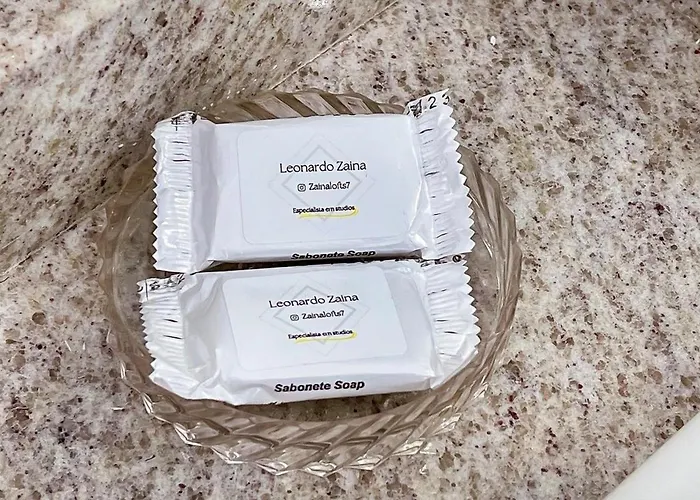 Leonardo Zaina
Zainalofts7
Especialista em studios
Sabonete Soap
Leonardo Zaina
Zainalofts7
Especialista em studios
Sabonete Soap